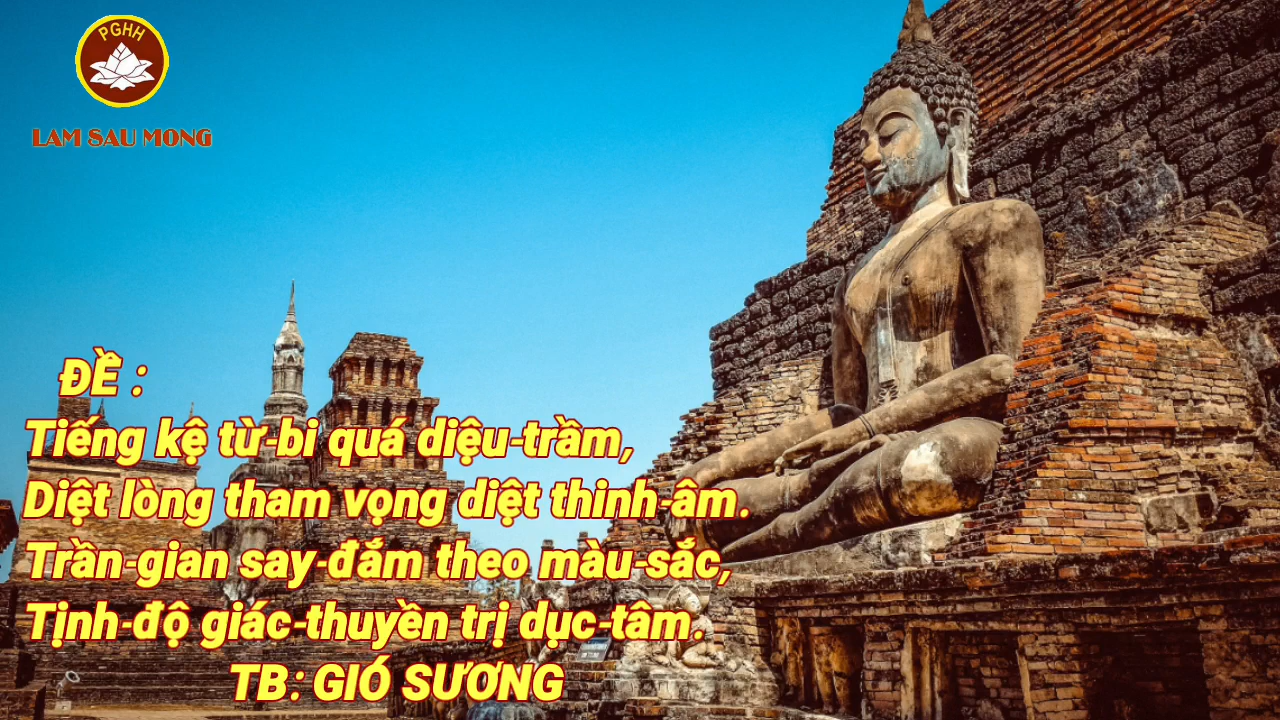 PGHH
LAM SAU MONG
ĐỀ :
Tiếng kệ từ-bi quá diệu-trầm,
Diệt lòng tham vọng diệt thinh-âm.
Trần-gian say-đắm theo màu-sắc,
Tịnh-độ giác-thuyền trị dục-tâm.
TB: GIÓ SƯƠNG